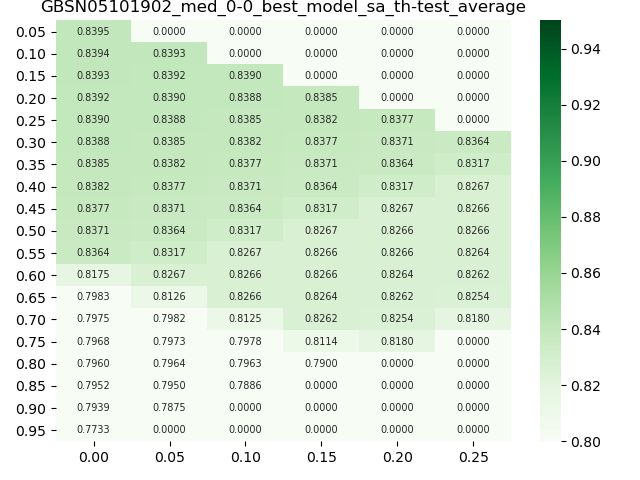 GBSN05101902_med_0-0_best_model_sa_th-test_average
0.05 0.8395 0.0000 0.0000 0.0000 0.0000 0.0000
0.10 0.8394 0.8393 0.0000 0.0000 0.0000 0.0000
0.15 0.8393 0.8392 0.8390 0.0000 0.0000 0.0000
0.20 0.8392 0.8390 0.8388 0.8385 0.0000 0.0000
0.25 0.8390 0.8388 0.8385 0.8382 0.8377 0.0000
0.30 0.8388 0.8385 0.8382 0.8377 0.8371 0.8364
0.35 0.8385 0.8382 0.8377 0.8371 0.8364 0.8317
0.40 0.8382 0.8377 0.8371 0.8364 0.8317 0.8267
0.45 0.8377 0.8371 0.8364 0.8317 0.8267 0.8266
0.50 0.8371 0.8364 0.8317 0.8267 0.8266 0.8266
0.55 0.8364 0.8317 0.8267 0.8266 0.8266 0.8264
0.60 0.8175 0.8267 0.8266 0.8266 0.8264 0.8262
0.65 0.7983 0.8126 0.8266 0.8264 0.8262 0.8254
0.70 0.7975 0.7982 0.8125 0.8262 0.8254 0.8180
0.75 0.7968 0.7973 0.7978 0.8114 0.8180 0.0000
0.80 0.7960 0.7964 0.7963 0.7900 0.0000 0.0000
0.85 0.7952 0.7950 0.7886 0.0000 0.0000 0.0000
0.90 0.7939 0.7875 0.0000 0.0000 0.0000 0.0000
0.95 0.7733 0.0000 0.0000 0.0000 0.0000 0.0000
0.00 0.05 0.10 0.15 0.20 0.25
0.94
0.92
0.90
0.88
0.86
0.84
0.82
0.80